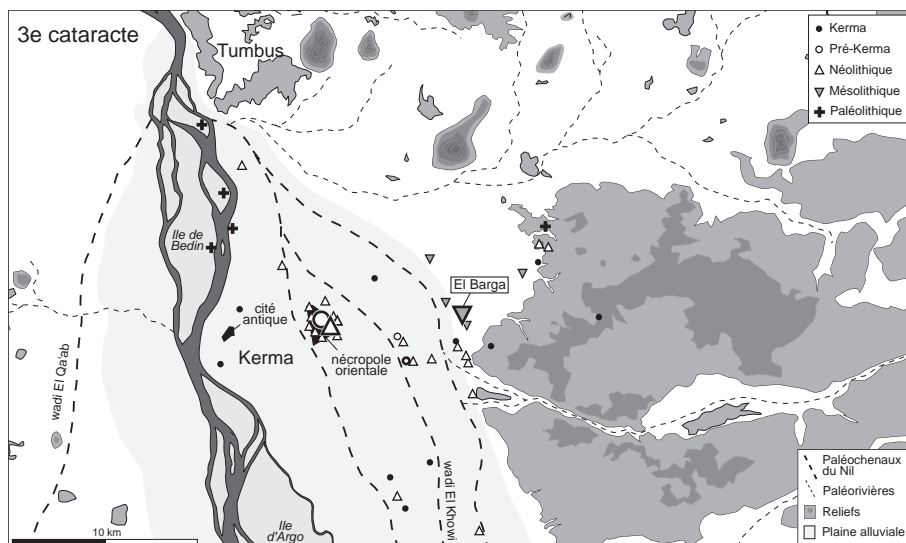 3e cataracte
Tumbus
Kerma
Pré-Kerma
Néolithique
Mésolithique
Paléolithique
Ile de
Bedin
El Barga
cité
antique
Kerma
nécropole
orientale
wadi El Qa'ab
wadi El Khowi
Ile
d'Argo
10 km
Paléochenaux
du Nil
Paléorivières
Reliefs
Plaine alluviale